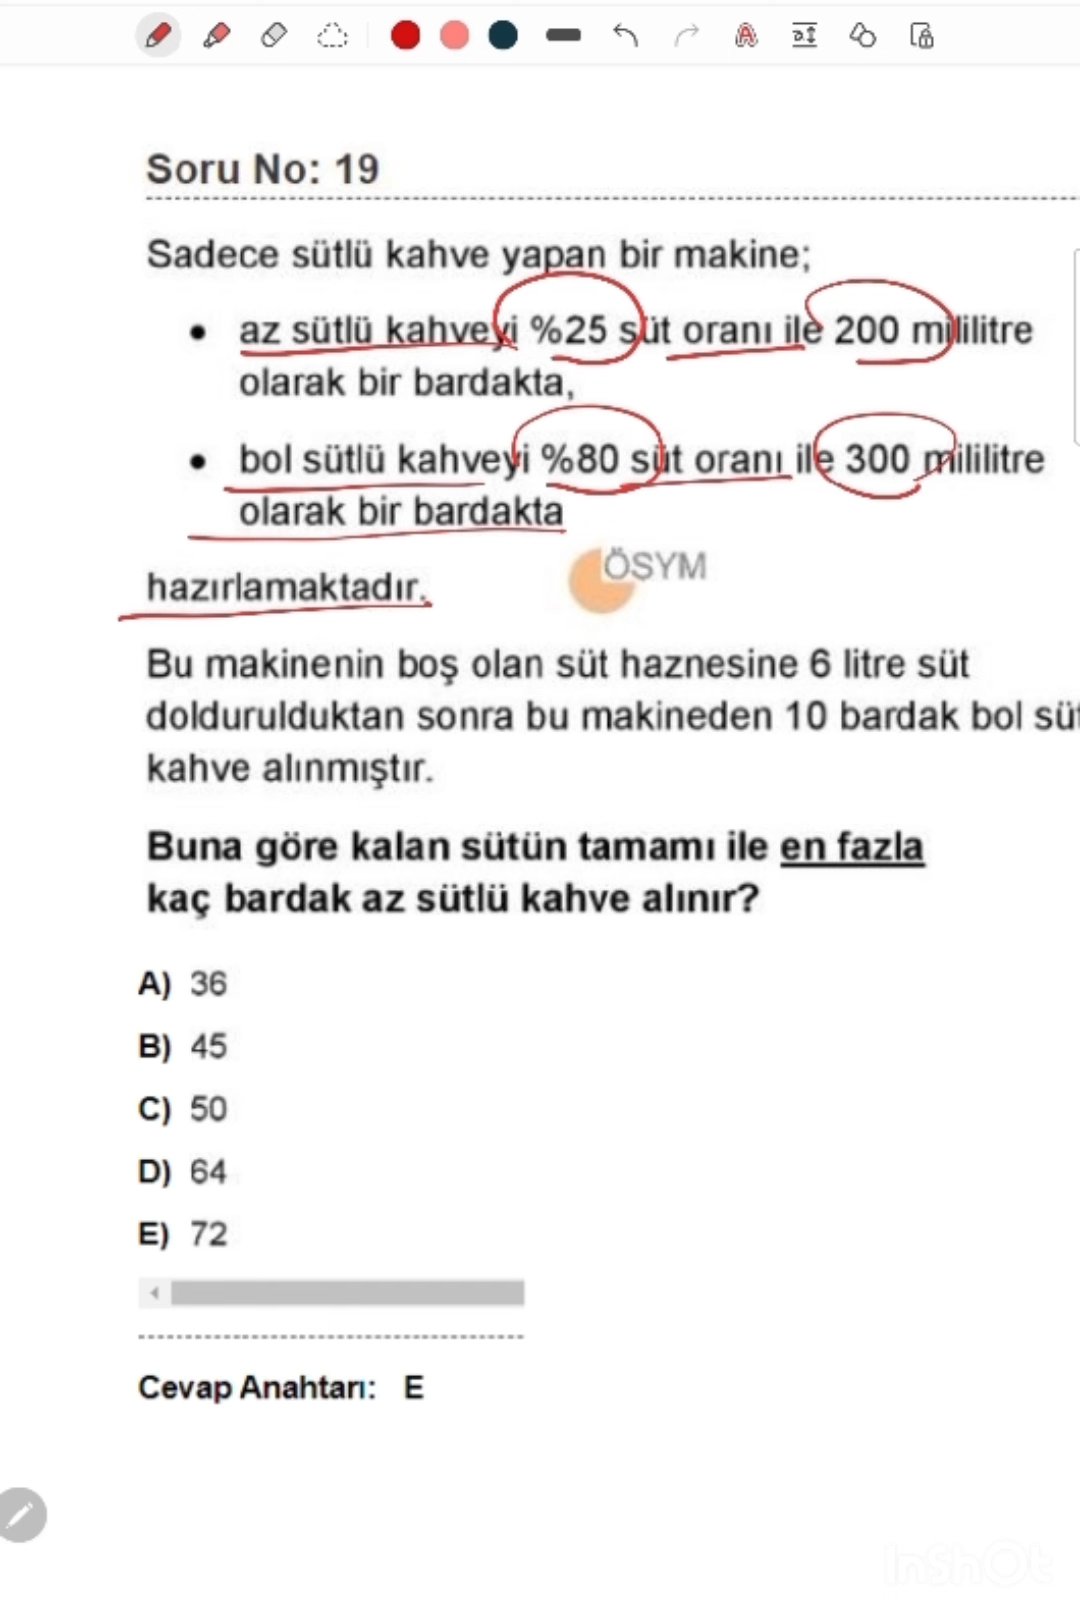 Soru No: 19
Sadece sütlü kahve yapan bir makine;
• az sütlü kahveyi %25 süt oranı ile 200 mililitre
olarak bir bardakta,
• bol sütlü kahveyi %80 süt oranı ile 300 mililitre
olarak bir bardakta
ÖSYM
hazırlamaktadır.
Bu makinenin boş olan süt haznesine 6 litre süt
doldurulduktan sonra bu makineden 10 bardak bol süt
kahve alınmıştır.
Buna göre kalan sütün tamamı ile en fazla
kaç bardak az sütlü kahve alınır?
A) 36
B) 45
C) 50
D) 64
E) 72
Cevap Anahtarı: E
InShOt